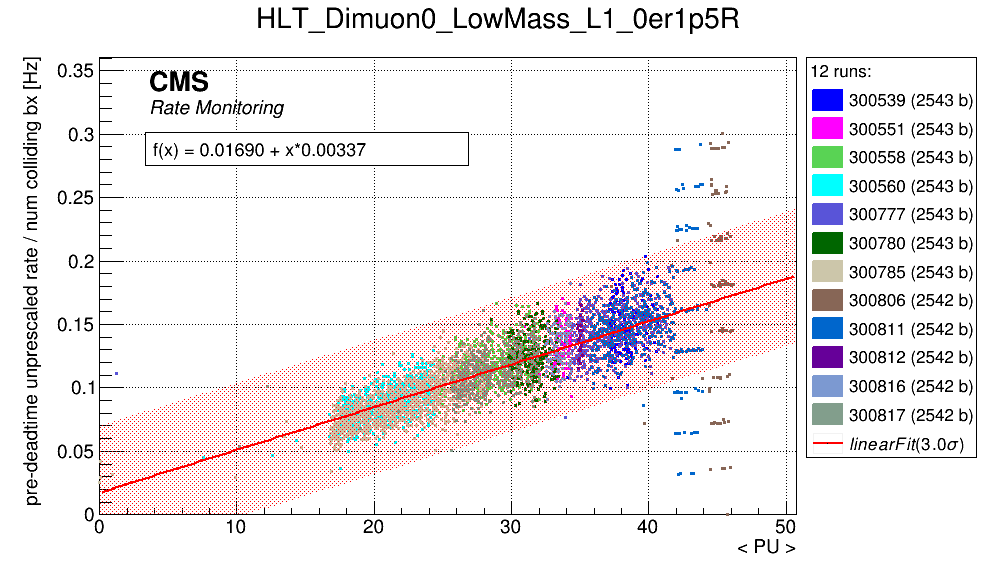 HLT_Dimuon0_LowMass_L1_0er1p5R
pre-deadtime unprescaled rate / num colliding bx [Hz]
0.35
0.3
0.25
0.2
0.15
0.1
0.05
0
CMS
Rate Monitoring
f(x) = 0.01690 + x*0.00337
0 10 20 30 40 50
< PU >
12 runs:
300539 (2543 b)
300551 (2543 b)
300558 (2543 b)
300560 (2543 b)
300777 (2543 b)
300780 (2543 b)
300785 (2543 b)
300806 (2542 b)
300811 (2542 b)
300812 (2542 b)
300816 (2542 b)
300817 (2542 b)
linearFit(3.0σ)